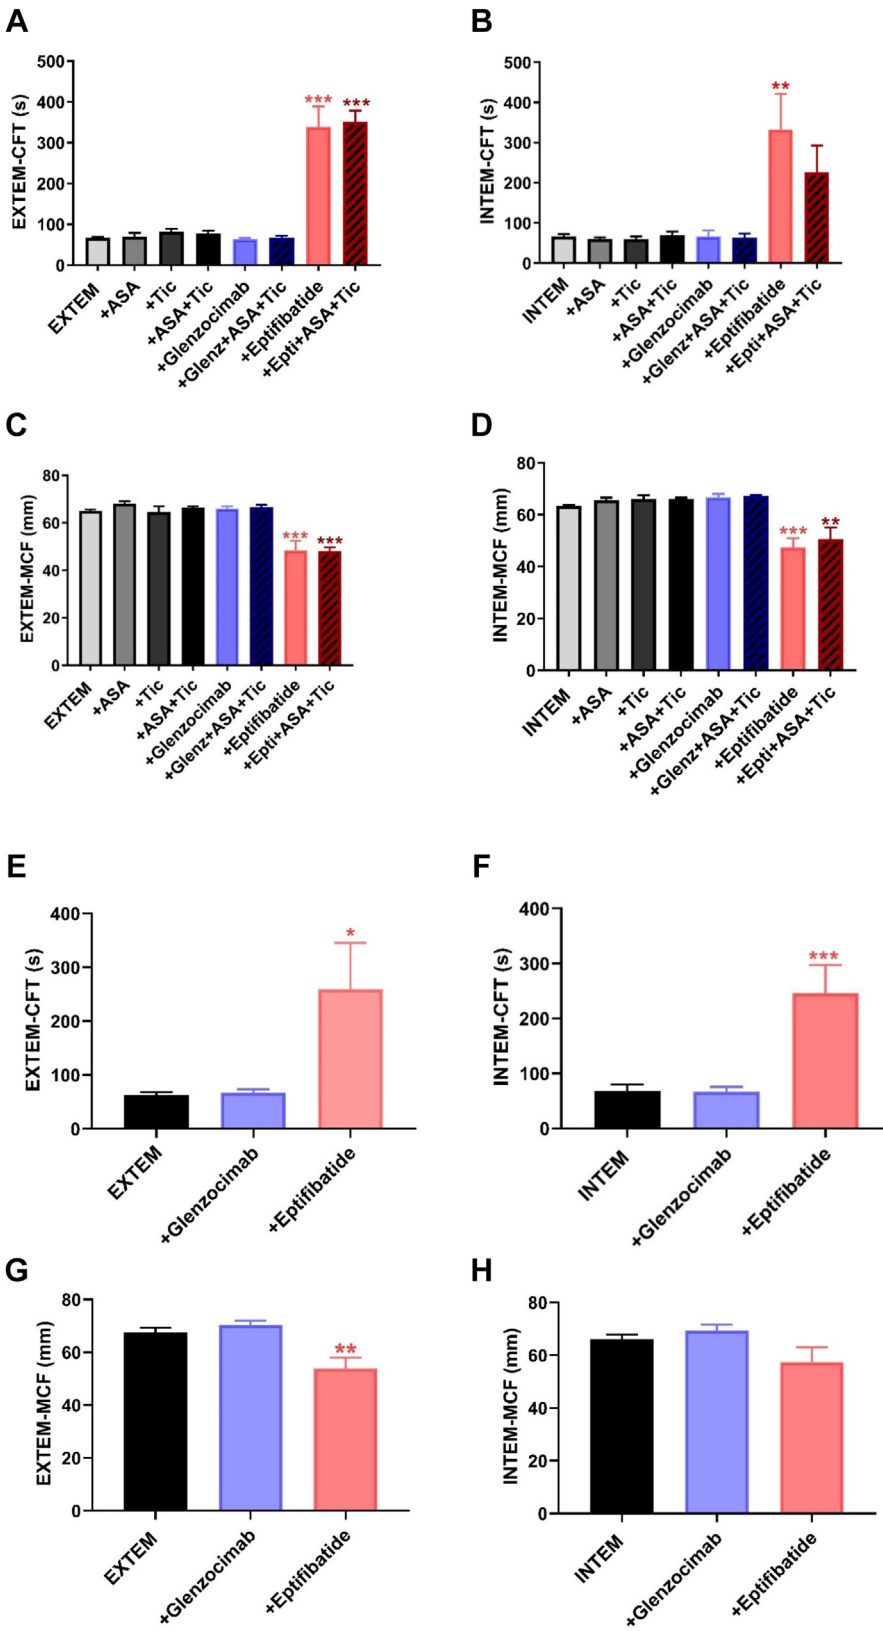 A
EXTEM-CFT (s)
500
400
300
200
100
0
***
***
EXTEM
+ASA
+Tic
+ASA+Tic
+Glenzocimab
+Glenz+ASA+Tic
+Eptifibatide
+Epti+ASA+Tic
B
INTEM-CFT (s)
500
400
300
200
100
0
**
INTEM
+ASA
+Tic
+ASA+Tic
+Glenzocimab
+Glenz+ASA+Tic
+Eptifibatide
+Epti+ASA+Tic
C
EXTEM-MCF (mm)
80
60
40
20
0
***
***
EXTEM
+ASA
+Tic
+ASA+Tic
+Glenzocimab
+Glenz+ASA+Tic
+Eptifibatide
+Epti+ASA+Tic
D
INTEM-MCF (mm)
80
60
40
20
0
***
**
INTEM
+ASA
+Tic
+ASA+Tic
+Glenzocimab
+Glenz+ASA+Tic
+Eptifibatide
+Epti+ASA+Tic
E
EXTEM-CFT (s)
400
300
200
100
0
*
EXTEM
+Glenzocimab
+Eptifibatide
F
INTEM-CFT (s)
400
300
200
100
0
***
INTEM
+Glenzocimab
+Eptifibatide
G
EXTEM-MCF (mm)
80
60
40
20
0
**
EXTEM
+Glenzocimab
+Eptifibatide
H
INTEM-MCF (mm)
80
60
40
20
0
INTEM
+Glenzocimab
+Eptifibatide